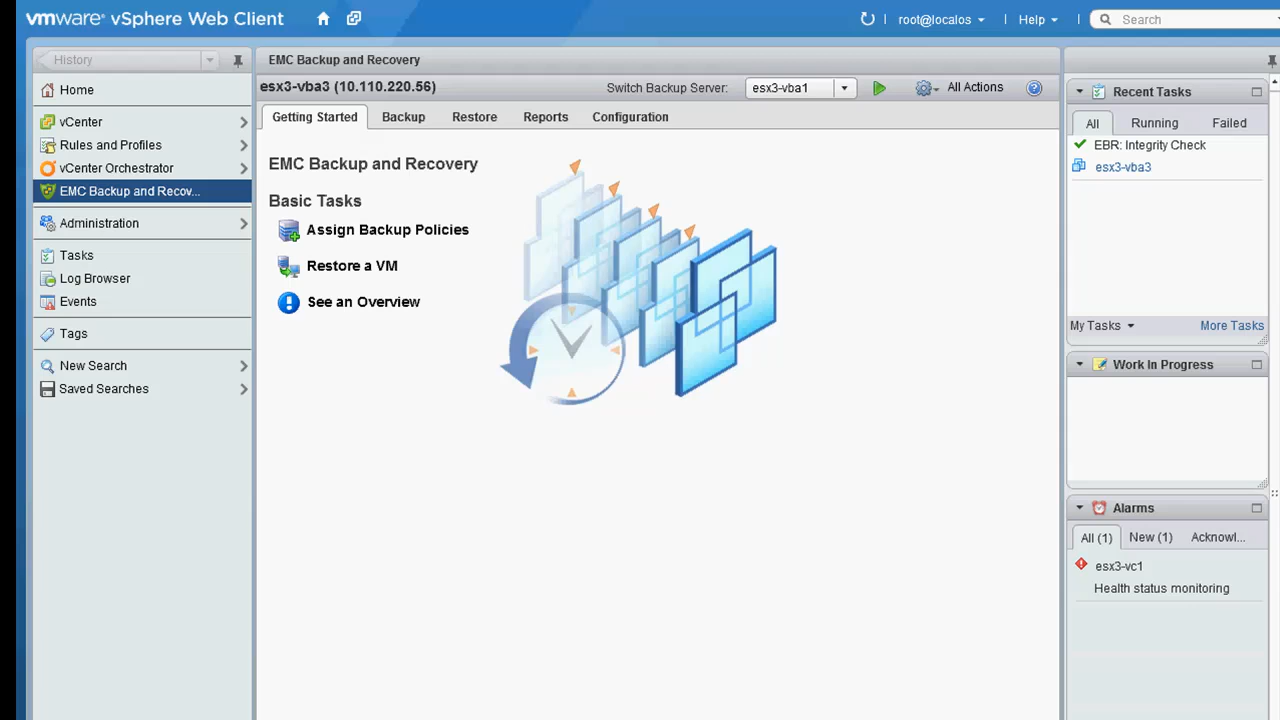 vmware vSphere Web Client
root@localos
Help
Search
History
Home
vCenter
Rules and Profiles
vCenter Orchestrator
EMC Backup and Recov...
Administration
Tasks
Log Browser
Events
Tags
New Search
Saved Searches
EMC Backup and Recovery
esx3-vba3 (10.110.220.56)
Switch Backup Server:
esx3-vba1
All Actions
Getting Started
Backup
Restore
Reports
Configuration
EMC Backup and Recovery
Basic Tasks
Assign Backup Policies
Restore a VM
See an Overview
Recent Tasks
All
Running
Failed
EBR: Integrity Check
esx3-vba3
My Tasks
More Tasks
Work In Progress
Alarms
All (1)
New (1)
Acknowl...
esx3-vc1
Health status monitoring